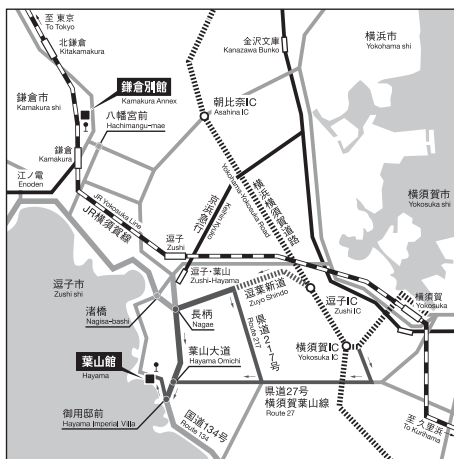 至 東京
To Tokyo
北鎌倉
Kitakamakura
金沢文庫
Kanazawa Bunko
横浜市
Yokohama shi
鎌倉別館
Kamakura Annex
鎌倉市
Kamakura shi
朝比奈IC
Asahina IC
八幡宮前
Hachimangu-mae
鎌倉
Kamakura
江ノ電
Enoden
JR Yokosuka Line
JR横須賀線
京浜急行
Keihin Kyuko
横浜横須賀道路
Yokohama-Yokosuka Road
横須賀市
Yokosuka shi
逗子
Zushi
逗子・葉山
Zushi-Hayama
逗子市
Zushi shi
渚橋
Nagisa-bashi
長柄
Nagae
逗葉新道
Zuyo Shindo
県道217号
Route 217
逗子IC
Zushi IC
横須賀
Yokosuka
葉山館
Hayama
葉山大道
Hayama Omichi
横須賀IC
Yokosuka IC
御用邸前
Hayama Imperial Villa
国道134号
Route 134
県道27号
横須賀葉山線
Route 27
至 久里浜
To Kurihama